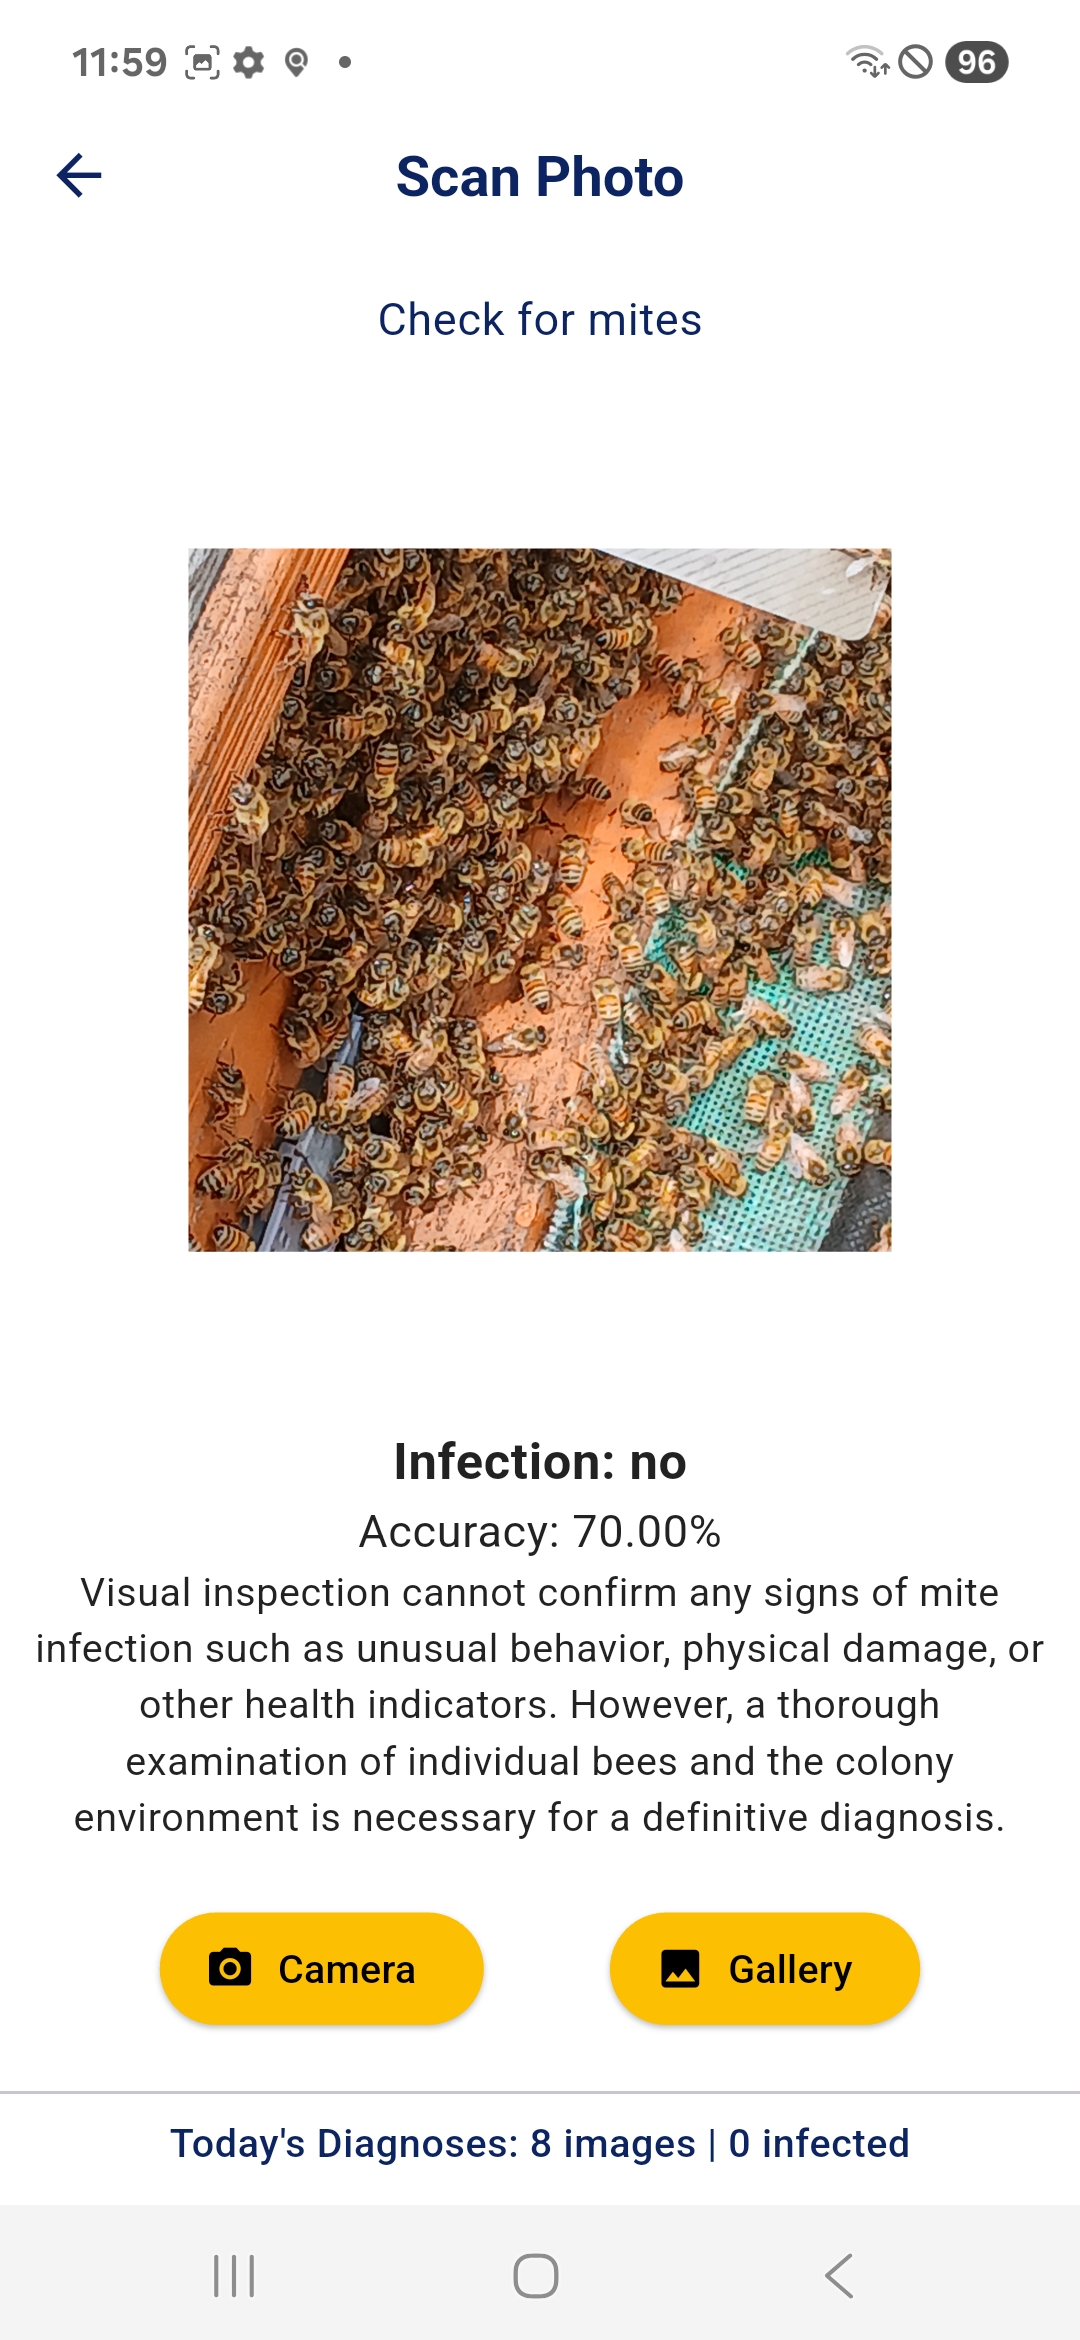 11:59
96
Scan Photo
Check for mites
Infection: no
Accuracy: 70.00%
Visual inspection cannot confirm any signs of mite
infection such as unusual behavior, physical damage, or
other health indicators. However, a thorough
examination of individual bees and the colony
environment is necessary for a definitive diagnosis.
Camera
Gallery
Today's Diagnoses: 8 images | 0 infected